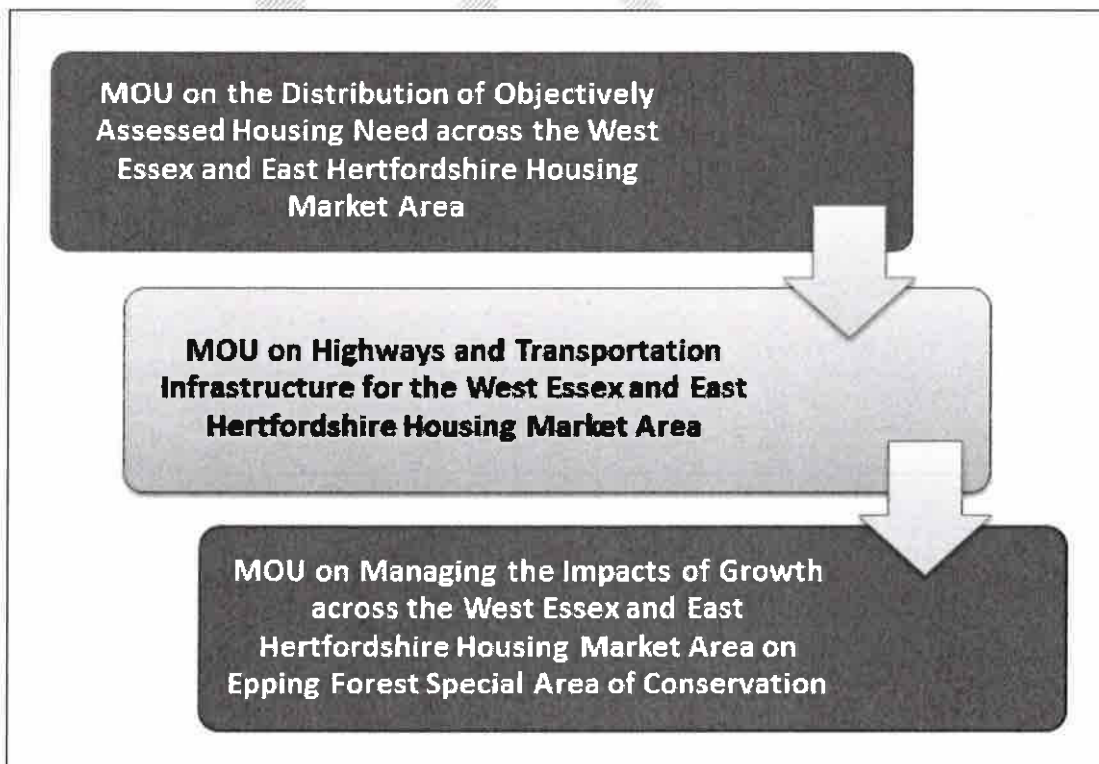 MOU on the Distribution of Objectively
Assessed Housing Need across the West
Essex and East Hertfordshire Housing
Market Area
MOU on Highways and Transportation
Infrastructure for the West Essex and East
Hertfordshire Housing Market Area
MOU on Managing the Impacts of Growth
across the West Essex and East
Hertfordshire Housing Market Area on
Epping Forest Special Area of Conservation